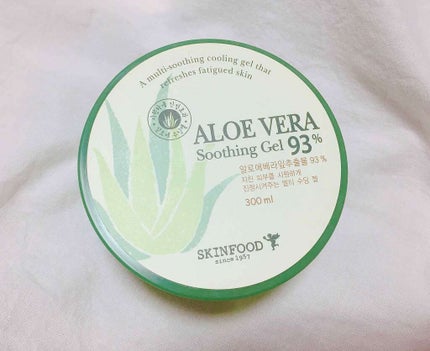 A multi-soothing cooling gel that
refreshes fatigued skin
ALOE VERA
Soothing Gel 93%
알로에베라잎추출물 93%
지친 피부를 시원하게
진정시켜주는 멀티 수딩 젤
300 ml
SKINFOOD
since 1957